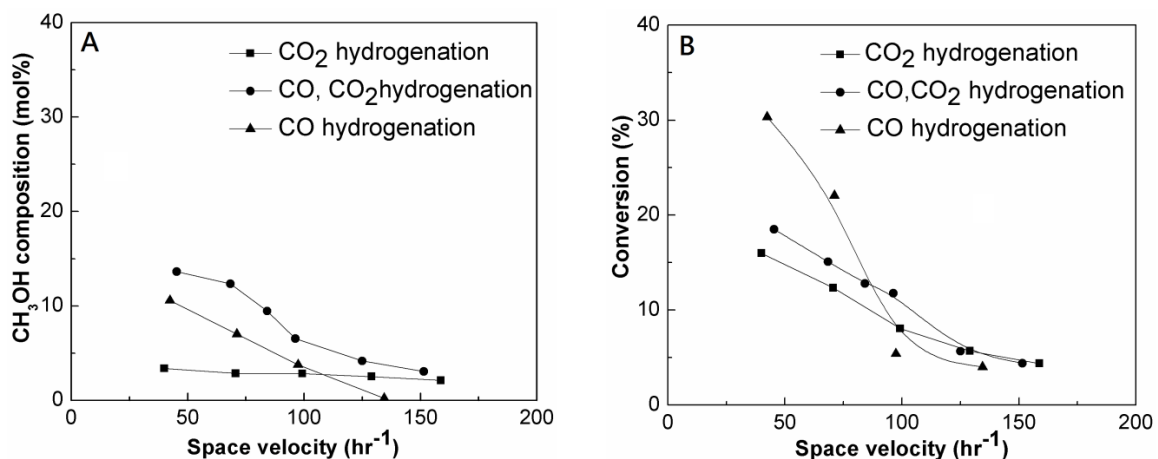 A
CO2 hydrogenation
CO, CO2hydrogenation
CO hydrogenation
CH3OH composition (mol%)
40
30
20
10
0
0
50
100
150
200
Space velocity (hr-1)
B
CO2 hydrogenation
CO,CO2 hydrogenation
CO hydrogenation
Conversion (%)
40
30
20
10
0
0
50
100
150
200
Space velocity (hr-1)